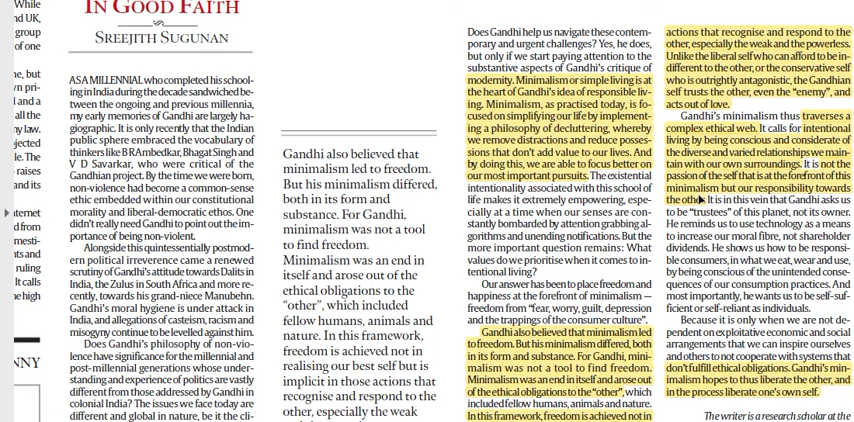 While
nd UK,
group
of one
ne, but
wn pri-
l and a
all the
ny law.
ojected
le. The
raises
and its
nternet
d from
mesti-
nts and
ruling
It calls
ne high
NNY
IN GOOD FAITH
SREEJITH SUGUNAN
AS A MILLENNIAL who completed his school-
ing in India during the decade sandwiched be-
tween the ongoing and previous millennia,
my early memories of Gandhi are largely ha-
giographic. It is only recently that the Indian
public sphere embraced the vocabulary of
thinkers like B R Ambedkar, Bhagat Singh and
V D Savarkar, who were critical of the
Gandhian project. By the time we were born,
non-violence had become a common-sense
ethic embedded within our constitutional
morality and liberal-democratic ethos. One
didn't really need Gandhi to point out the im-
portance of being non-violent.
Alongside this quintessentially postmod-
ern political irreverence came a renewed
scrutiny of Gandhi's attitude towards Dalits in
India, the Zulus in South Africa and more re-
cently, towards his grand-niece Manubehn.
Gandhi's moral hygiene is under attack in
India, and allegations of casteism, racism and
misogyny continue to be levelled against him.
Does Gandhi's philosophy of non-vio-
lence have significance for the millennial and
post-millennial generations whose under-
standing and experience of politics are vastly
different from those addressed by Gandhi in
colonial India? The issues we face today are
different and global in nature, be it the cli-
Gandhi also believed that
minimalism led to freedom.
But his minimalism differed,
both in its form and
substance. For Gandhi,
minimalism was not a tool
to find freedom.
Minimalism was an end in
itself and arose out of the
ethical obligations to the
“other”, which included
fellow humans, animals and
nature. In this framework,
freedom is achieved not in
realising our best self but is
implicit in those actions that
recognise and respond to the
other, especially the weak
Does Gandhi help us navigate these contem-
porary and urgent challenges? Yes, he does,
but only if we start paying attention to the
substantive aspects of Gandhi's critique of
modernity. Minimalism or simple living is at
the heart of Gandhi's idea of responsible liv-
ing. Minimalism, as practised today, is fo-
cused on simplifying our life by implement-
ing a philosophy of decluttering, whereby
we remove distractions and reduce posses-
sions that don't add value to our lives. And
by doing this, we are able to focus better on
our most important pursuits. The existential
intentionality associated with this school of
life makes it extremely empowering, espe-
cially at a time when our senses are con-
stantly bombarded by attention grabbing al-
gorithms and unending notifications. But the
more important question remains: What
values do we prioritise when it comes to in-
tentional living?
Our answer has been to place freedom and
happiness at the forefront of minimalism —
freedom from “fear, worry, guilt, depression
and the trappings of the consumer culture”.
Gandhi also believed that minimalism led
to freedom. But his minimalism differed, both
in its form and substance. For Gandhi, mini-
malism was not a tool to find freedom.
Minimalism was an end in itself and arose out
of the ethical obligations to the “other”, which
included fellow humans, animals and nature.
In this framework, freedom is achieved not in
actions that recognise and respond to the
other, especially the weak and the powerless.
Unlike the liberal self who can afford to be in-
different to the other, or the conservative self
who is outrightly antagonistic, the Gandhian
self trusts the other, even the “enemy”, and
acts out of love.
Gandhi's minimalism thus traverses a
complex ethical web. It calls for intentional
living by being conscious and considerate of
the diverse and varied relationships we main-
tain with our own surroundings. It is not the
passion of the self that is at the forefront of this
minimalism but our responsibility towards
the other. It is in this vein that Gandhi asks us
to be “trustees” of this planet, not its owner.
He reminds us to use technology as a means
to increase our moral fibre, not shareholder
dividends. He shows us how to be responsi-
ble consumers, in what we eat, wear and use,
by being conscious of the unintended conse-
quences of our consumption practices. And
most importantly, he wants us to be self-suf-
ficient or self-reliant as individuals.
Because it is only when we are not de-
pendent on exploitative economic and social
arrangements that we can inspire ourselves
and others to not cooperate with systems that
don't fulfill ethical obligations. Gandhi's min-
imalism hopes to thus liberate the other, and
in the process liberate one's own self.
The writer is a research scholar at the